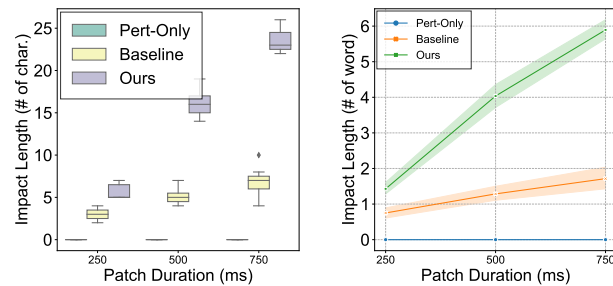 Impact Length (# of char.)
25
20
15
10
5
0
Pert-Only
Baseline
Ours
250
500
750
Patch Duration (ms)
Impact Length (# of word)
6
5
4
3
2
1
0
Pert-Only
Baseline
Ours
250
500
750
Patch Duration (ms)